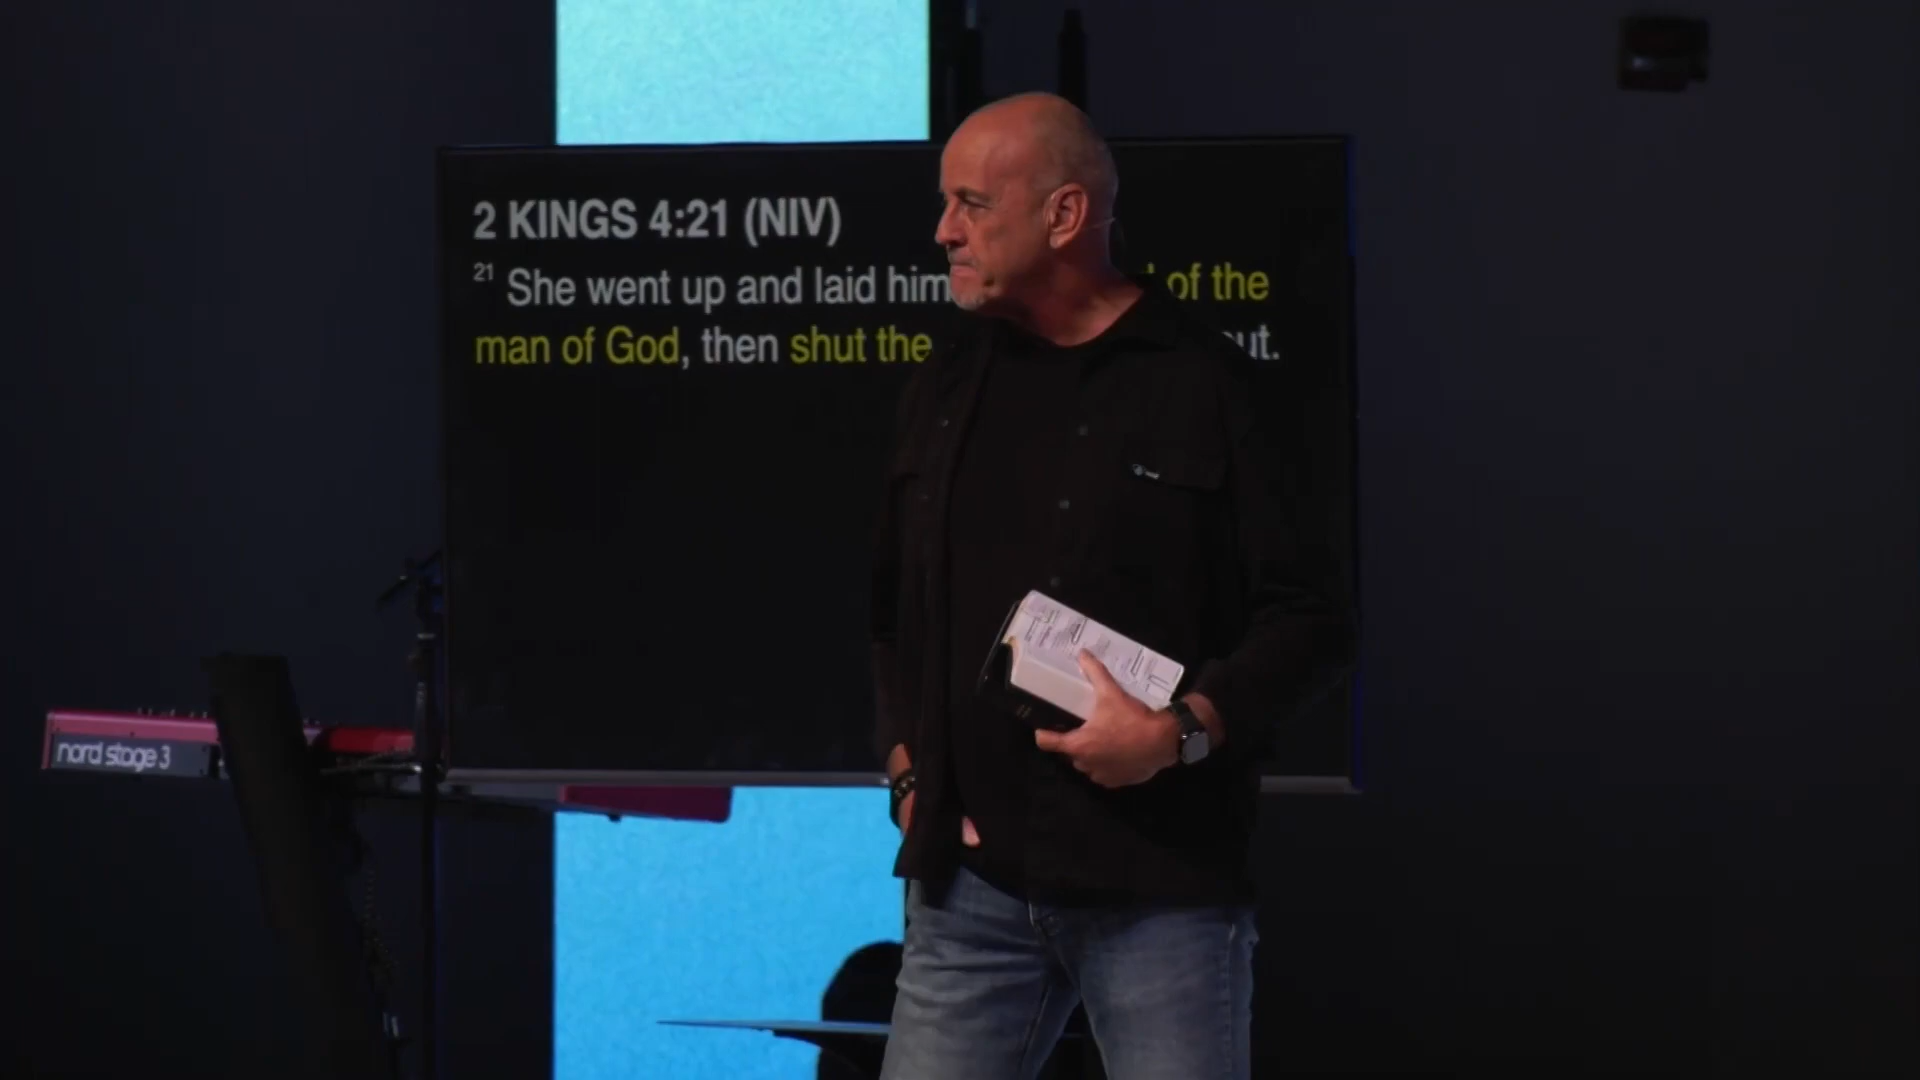 2 KINGS 4:21 (NIV)
21 She went up and laid him of the
man of God, then shut the out.
nord stage 3